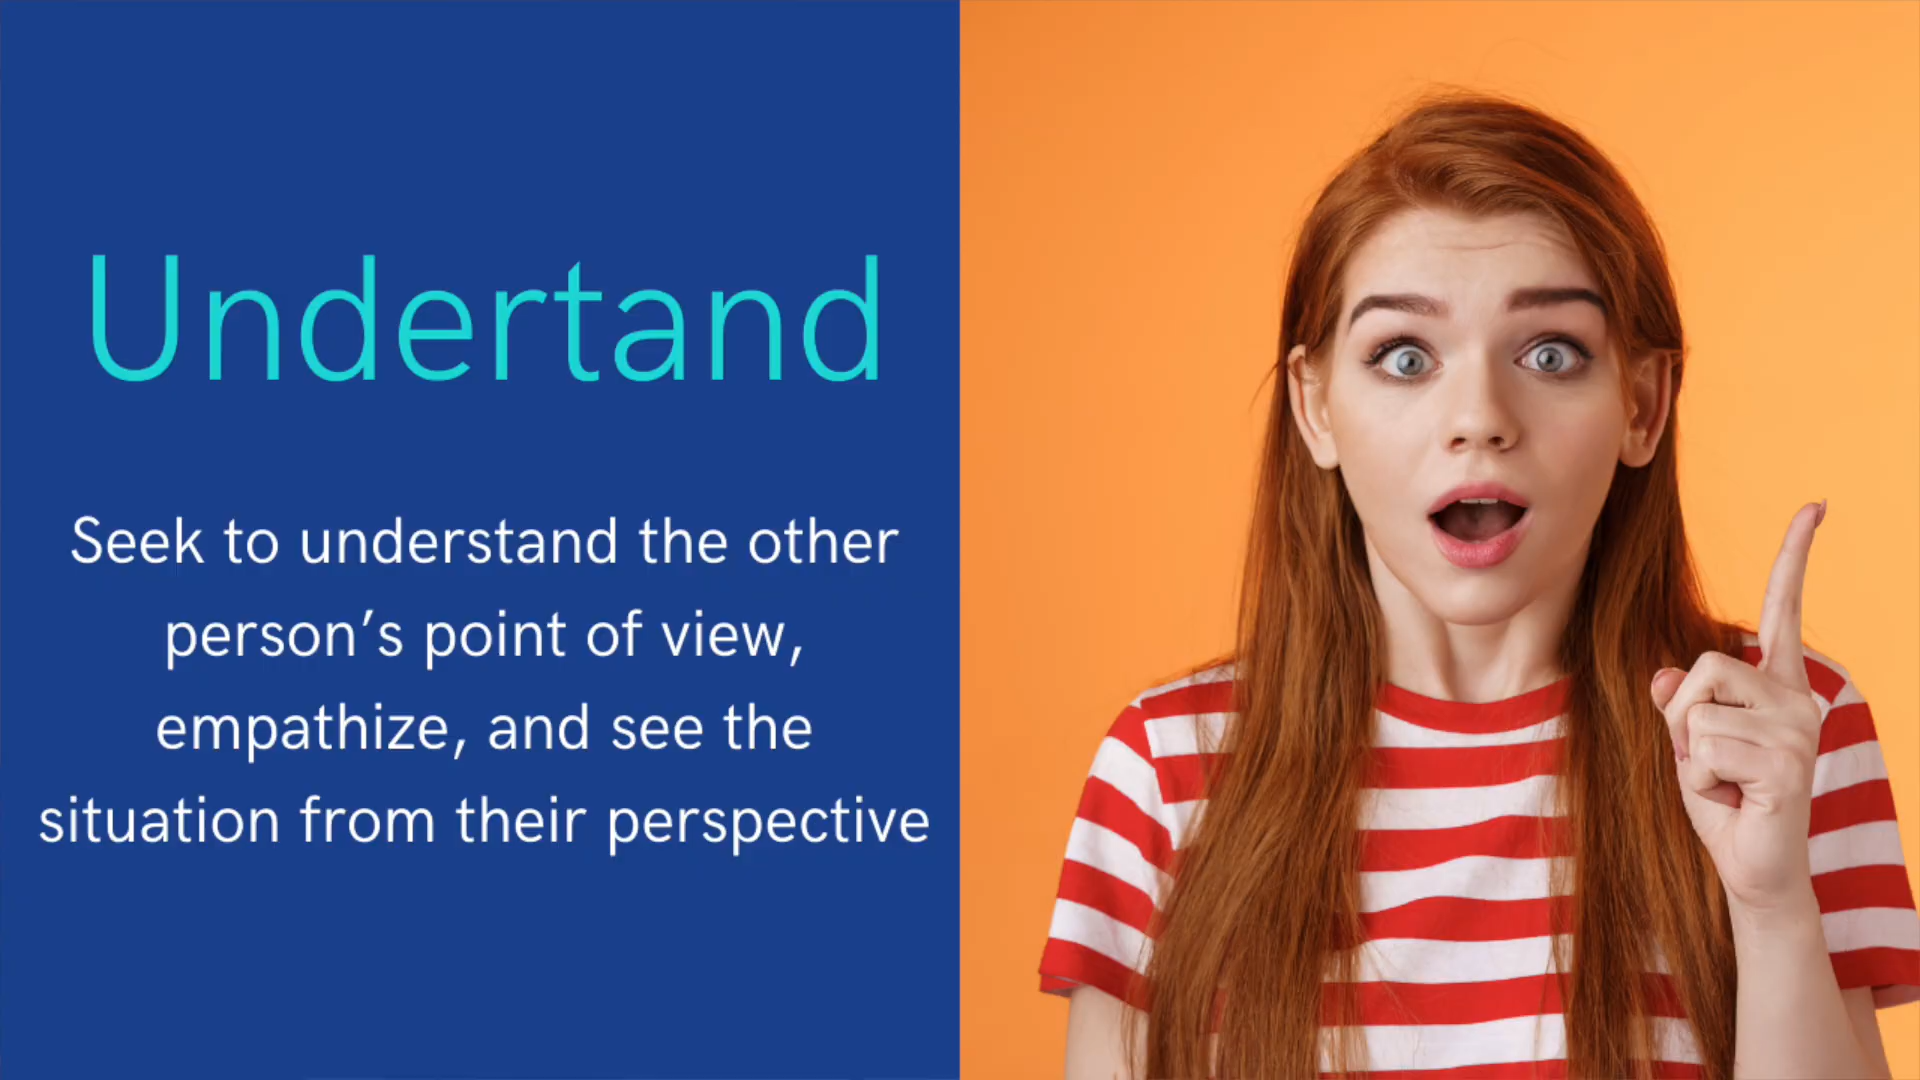 Undertand
Seek to understand the other
person’s point of view,
empathize, and see the
situation from their perspective